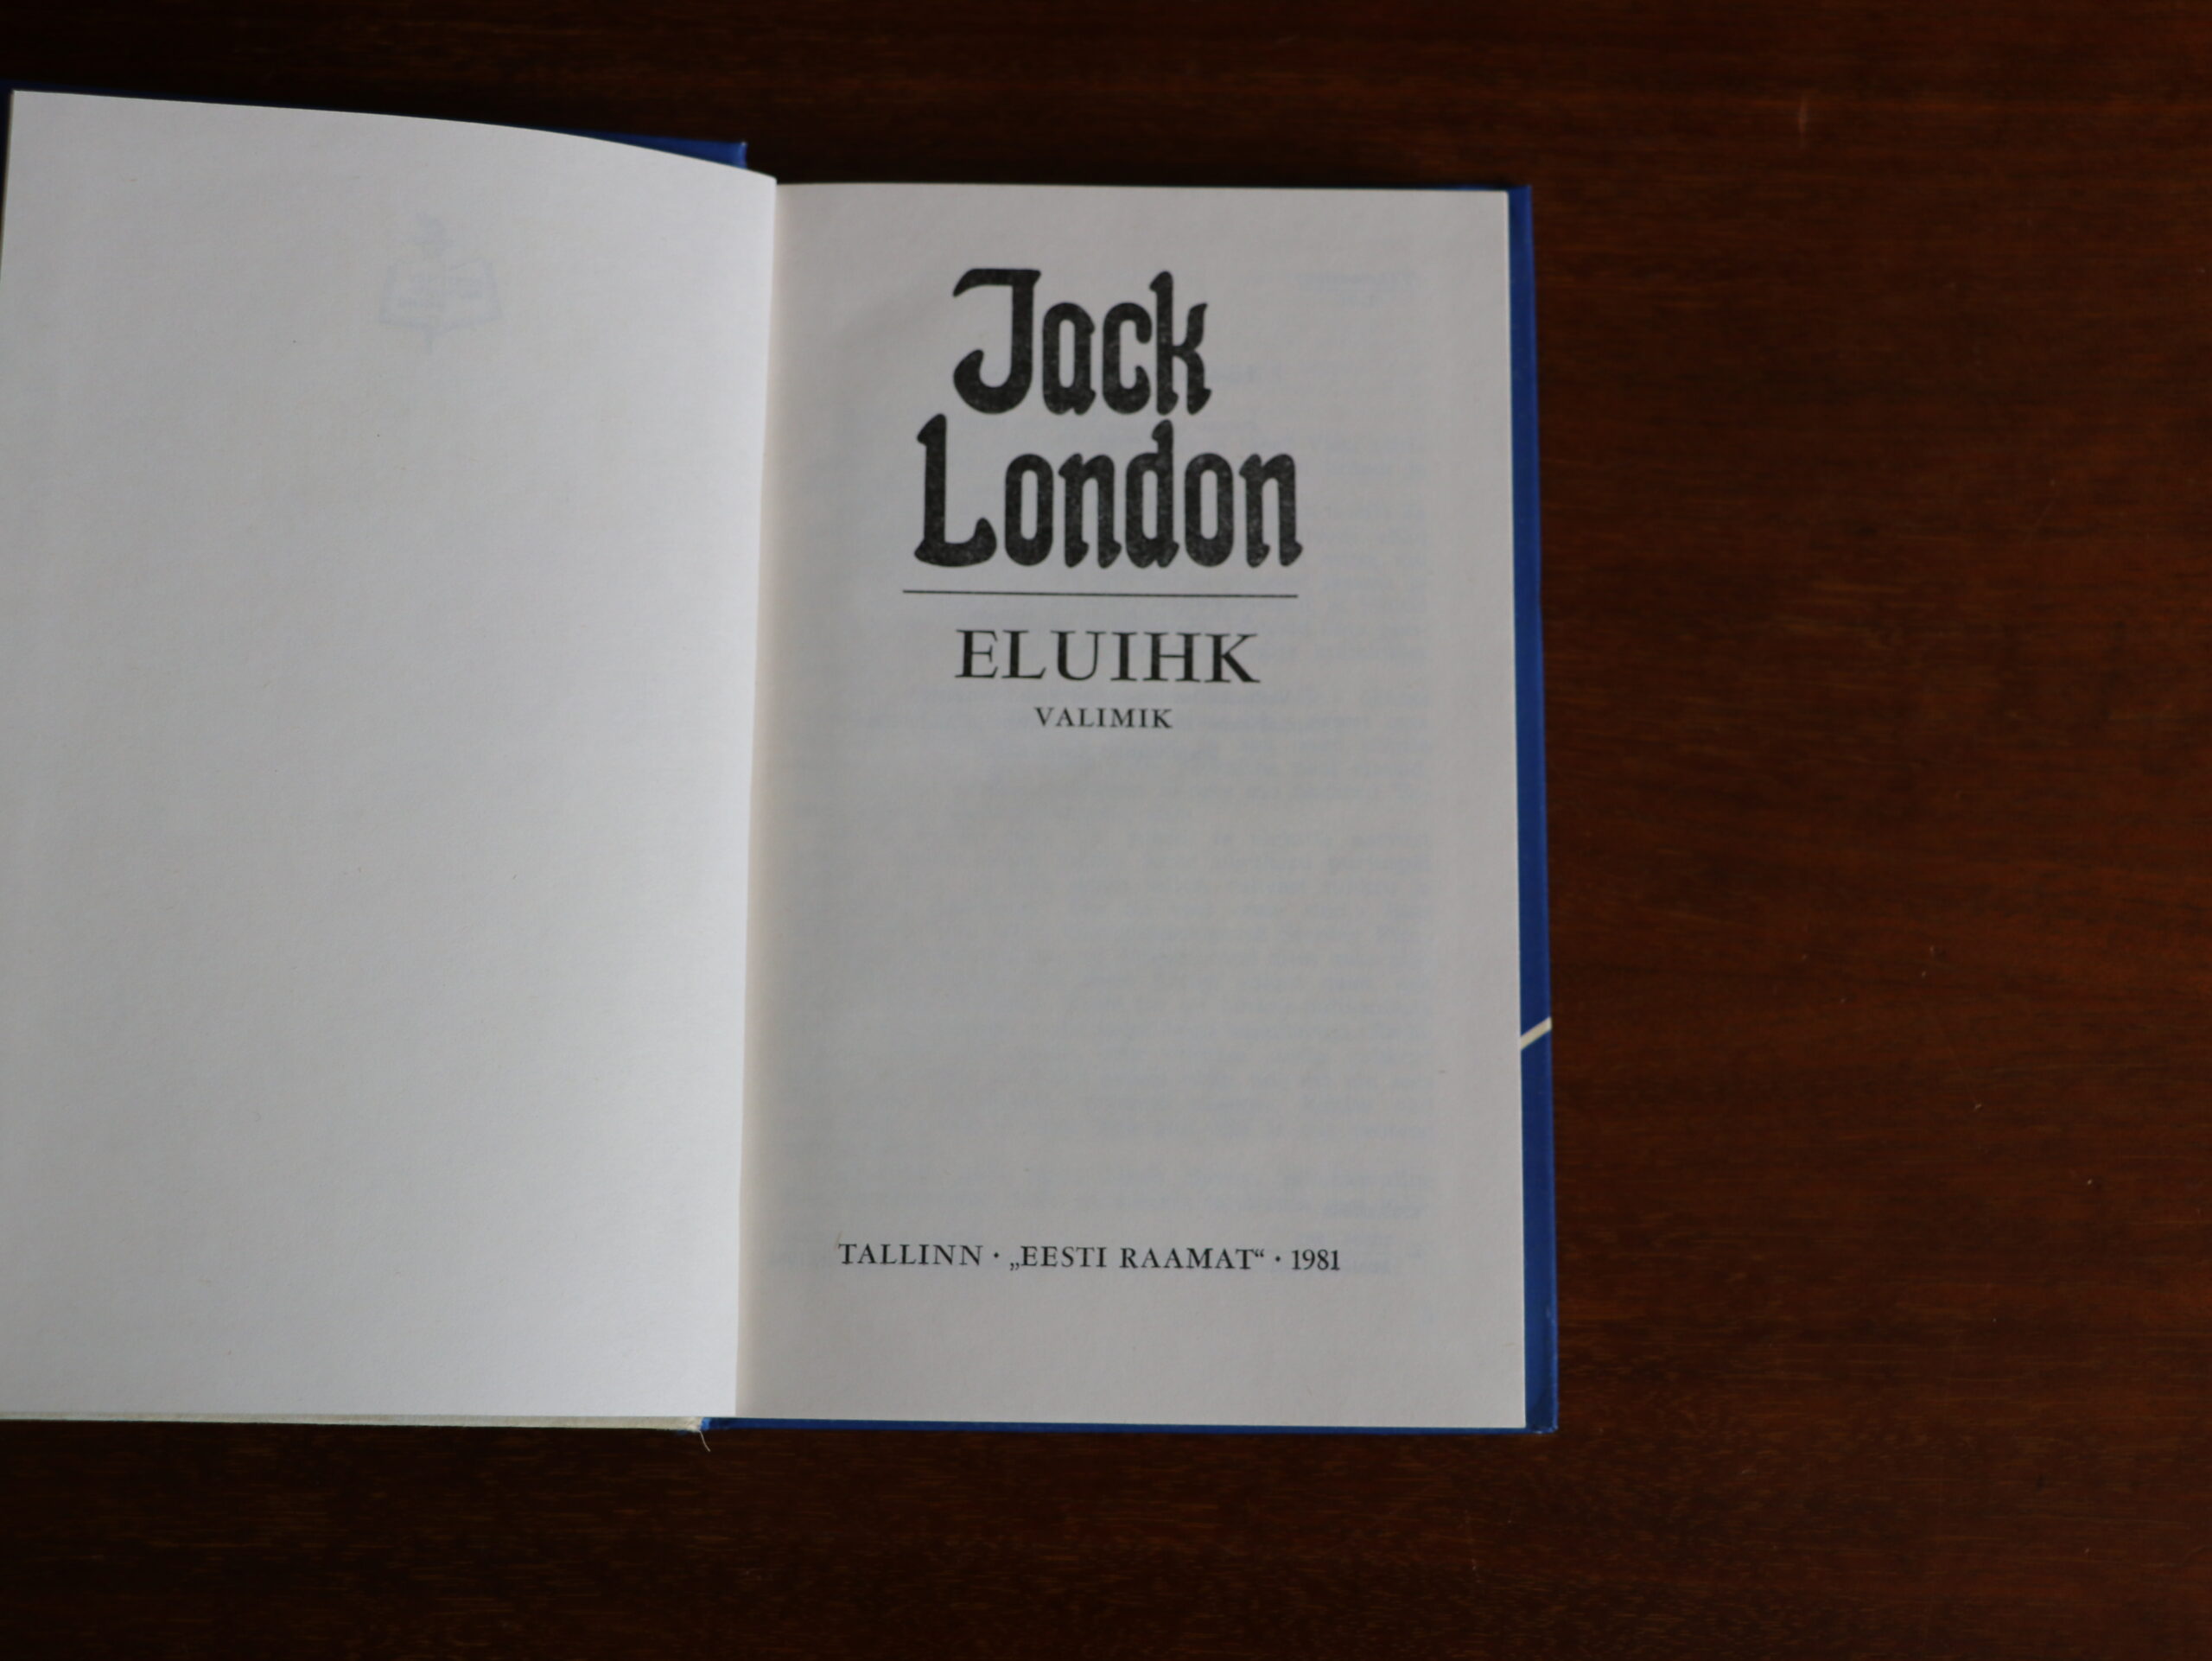 Jack
London
ELUIHK
VALIMIK
TALLINN · „EESTI RAAMAT“ · 1981